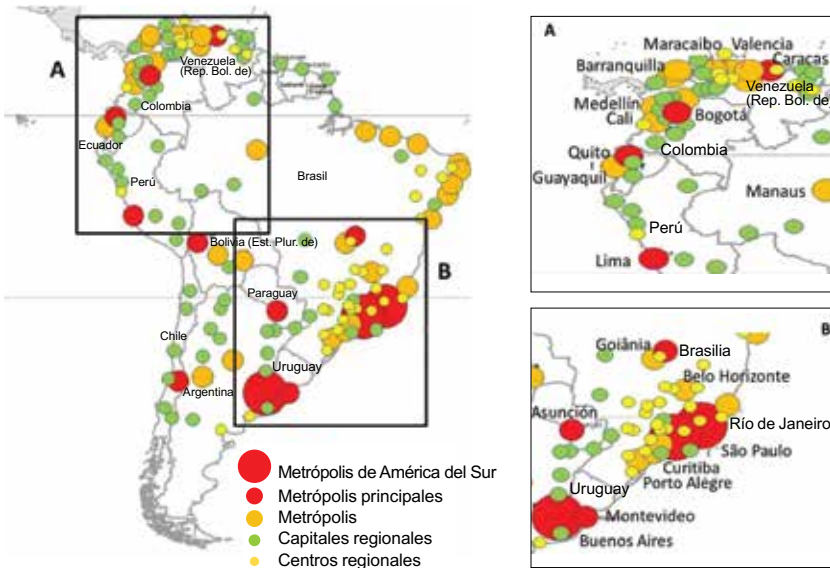 A
Venezuela
(Rep. Bol. de)
Colombia
Ecuador
Perú
Brasil
Bolivia (Est. Plur. de)
B
Paraguay
Chile
Uruguay
Argentina
Metrópolis de América del Sur
Metrópolis principales
Metrópolis
Capitales regionales
Centros regionales
A
Maracaibo
Valencia
Barranquilla
Caracas
Venezuela
(Rep. Bol. de)
Medellín
Cali
Bogotá
Colombia
Quito
Guayaquil
Manaus
Perú
Lima
B
Goiânia
Brasilia
Belo Horizonte
Asunción
Río de Janeiro
São Paulo
Curitiba
Porto Alegre
Uruguay
Montevideo
Buenos Aires